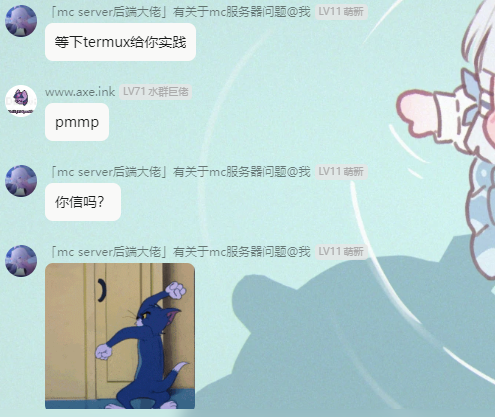 「mc server后端大佬」有关于mc服务器问题@我 LV11 萌新
等下termux给你实践
www.axe.ink LV71 水群巨佬
pmmp
「mc server后端大佬」有关于mc服务器问题@我 LV11 萌新
你信吗？
「mc server后端大佬」有关于mc服务器问题@我 LV11 萌新